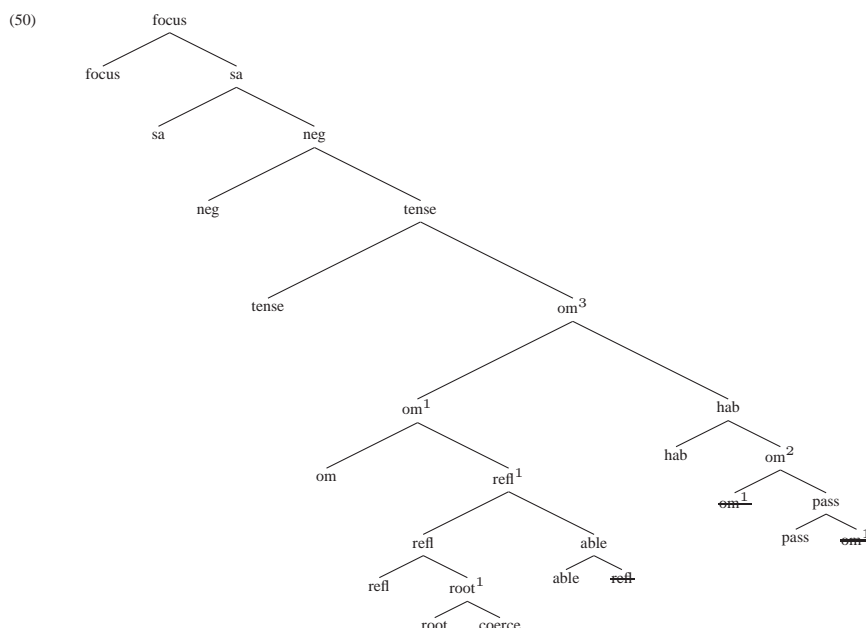 (50) focus
focus sa
sa neg
neg tense
tense om³
om¹ hab
hab om²
om refl¹
om¹ pass
pass om¹
refl able
able refl
refl root¹
root coerce